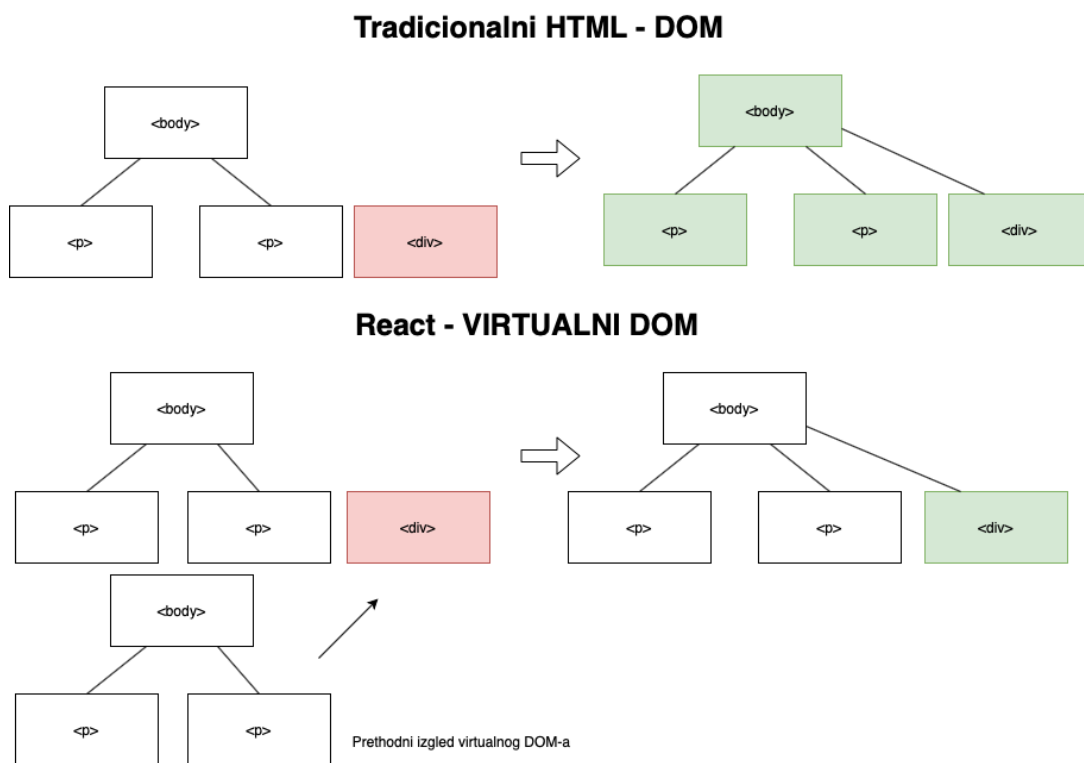 Tradicionalni HTML - DOM
<body>
<body>
<p>
<p>
<div>
<p>
<p>
<div>
React - VIRTUALNI DOM
<body>
<body>
<p>
<p>
<div>
<p>
<p>
<div>
<body>
<p>
<p>
Prethodni izgled virtualnog DOM-a